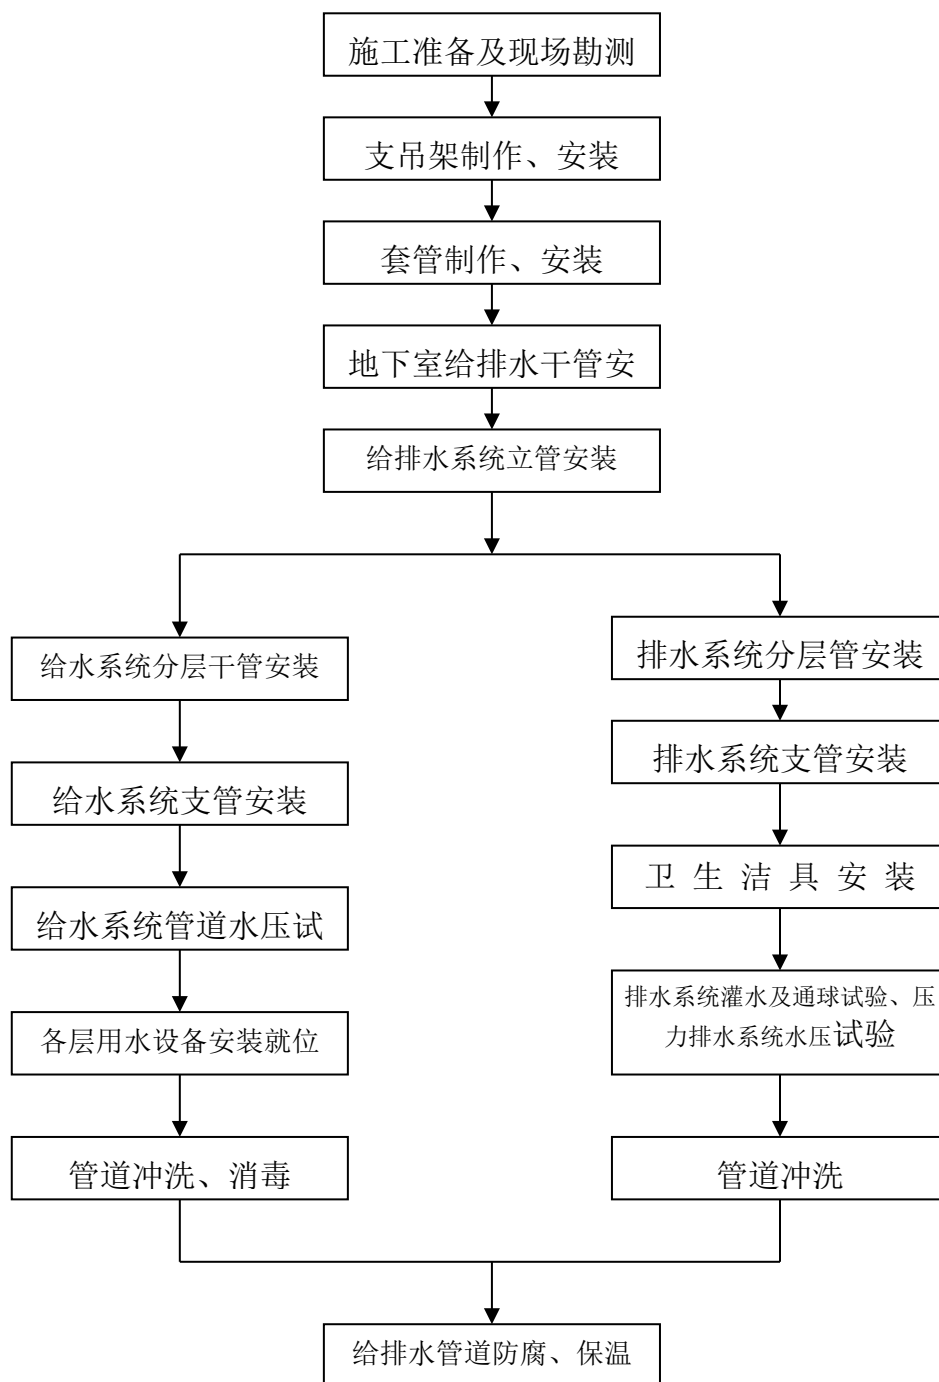 施工准备及现场勘测
支吊架制作、安装
套管制作、安装
地下室给排水干管安
给排水系统立管安装
给水系统分层干管安装
给水系统支管安装
给水系统管道水压试
各层用水设备安装就位
管道冲洗、消毒
排水系统分层管安装
排水系统支管安装
卫生洁具安装
排水系统灌水及通球试验、压
力排水系统水压试验
管道冲洗
给排水管道防腐、保温